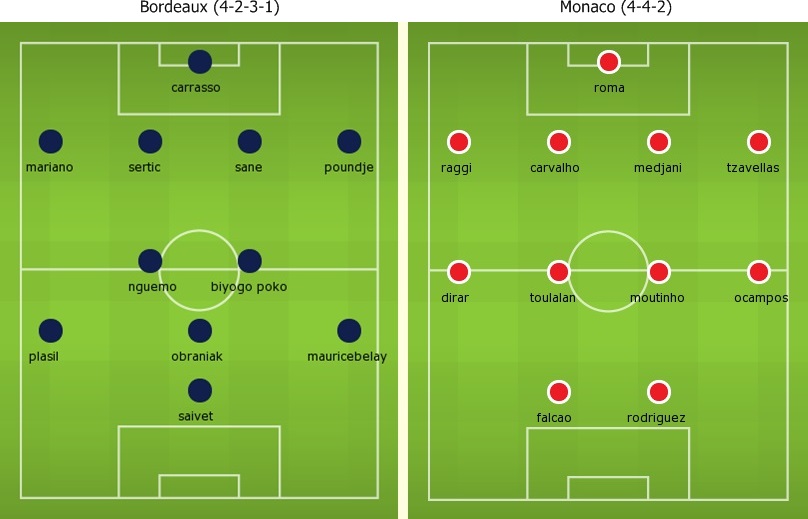 Bordeaux (4-2-3-1)
carrasso
mariano sertic sane poundje
nguemo biyogo poko
plasil obraniak mauricebelay
saivet
Monaco (4-4-2)
roma
raggi carvalho medjani tzavellas
dirar toulalan moutinho ocampos
falcao rodriguez